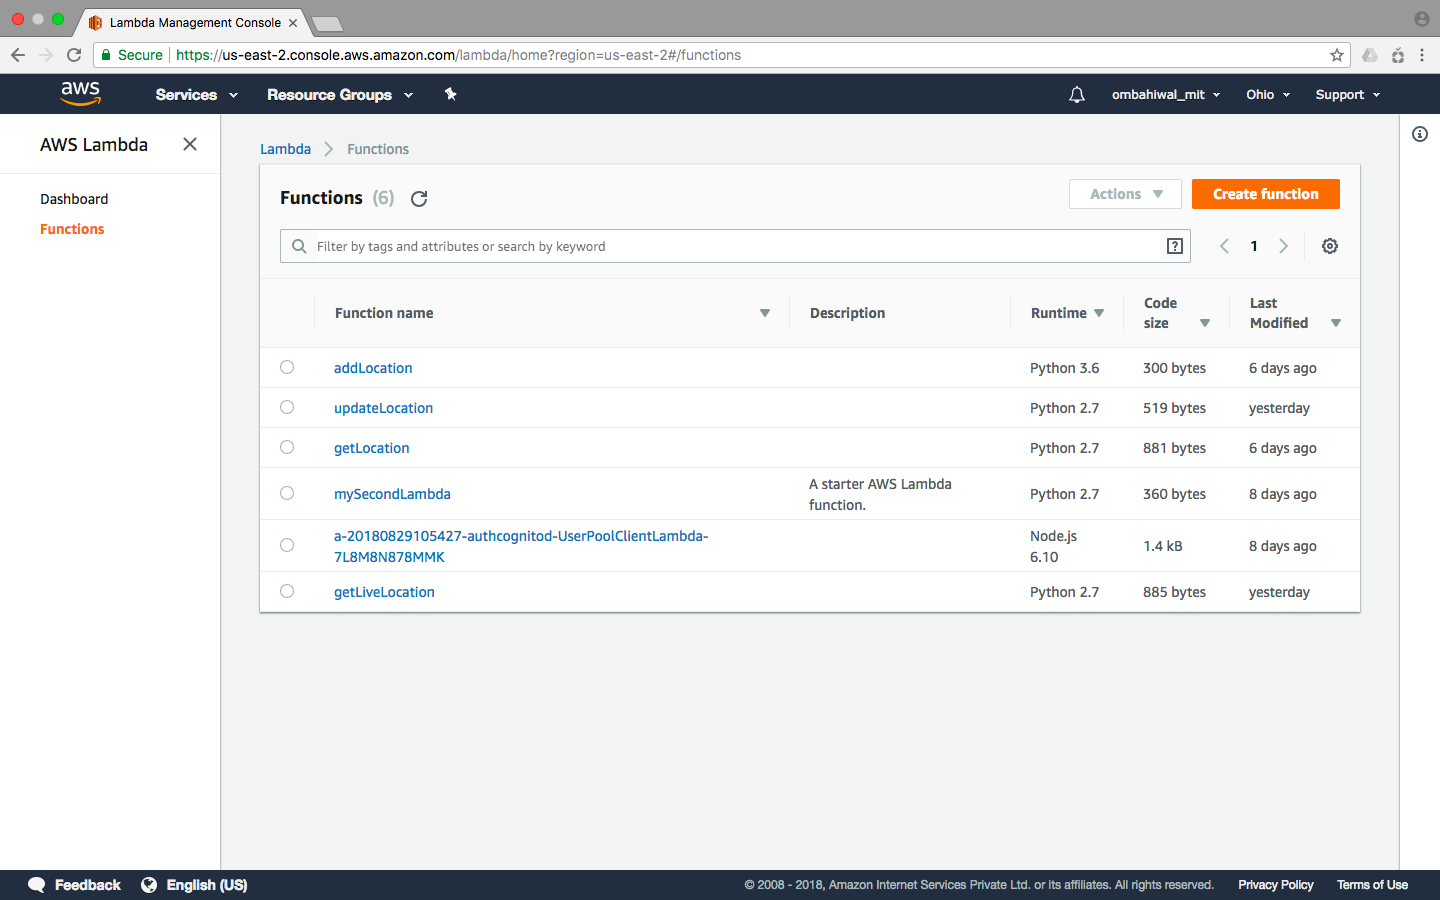 Lambda Management Console
Secure https://us-east-2.console.aws.amazon.com/lambda/home?region=us-east-2#/functions
aws Services Resource Groups ombahiwal_mit Ohio Support
AWS Lambda
Dashboard
Functions
Lambda > Functions
Functions (6)
Actions Create function
Filter by tags and attributes or search by keyword ? < 1 >
Function name Description Runtime Code size Last Modified
addLocation Python 3.6 300 bytes 6 days ago
updateLocation Python 2.7 519 bytes yesterday
getLocation Python 2.7 881 bytes 6 days ago
mySecondLambda A starter AWS Lambda function. Python 2.7 360 bytes 8 days ago
a-20180829105427-authcognitod-UserPoolClientLambda-7L8M8N878MMK Node.js 6.10 1.4 kB 8 days ago
getLiveLocation Python 2.7 885 bytes yesterday
Feedback English (US) © 2008 - 2018, Amazon Internet Services Private Ltd. or its affiliates. All rights reserved. Privacy Policy Terms of Use